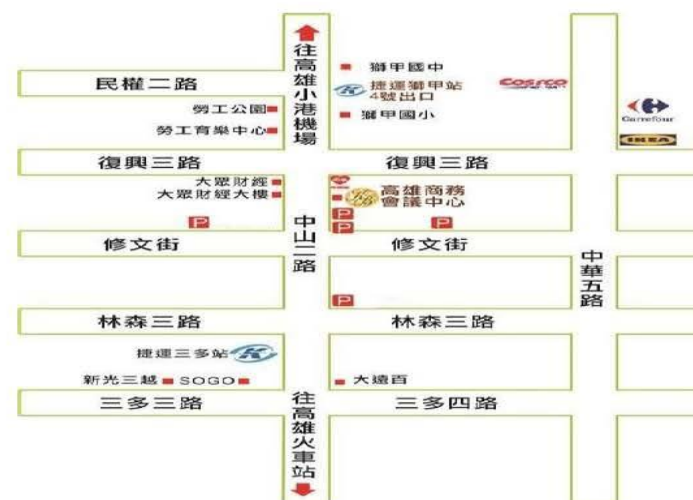 往高雄小港機場
獅甲國中
民權二路
捷運獅甲站
4號出口
COSTCO
Carrefour
勞工公園
獅甲國小
勞工育樂中心
IKEA
復興三路
復興三路
大眾財經
大眾財經大樓
高雄商務
會議中心
P
P
P
P
中山二路
修文街
修文街
中華五路
P
林森三路
林森三路
捷運三多站
新光三越
SOGO
大遠百
三多三路
三多四路
往高雄火車站